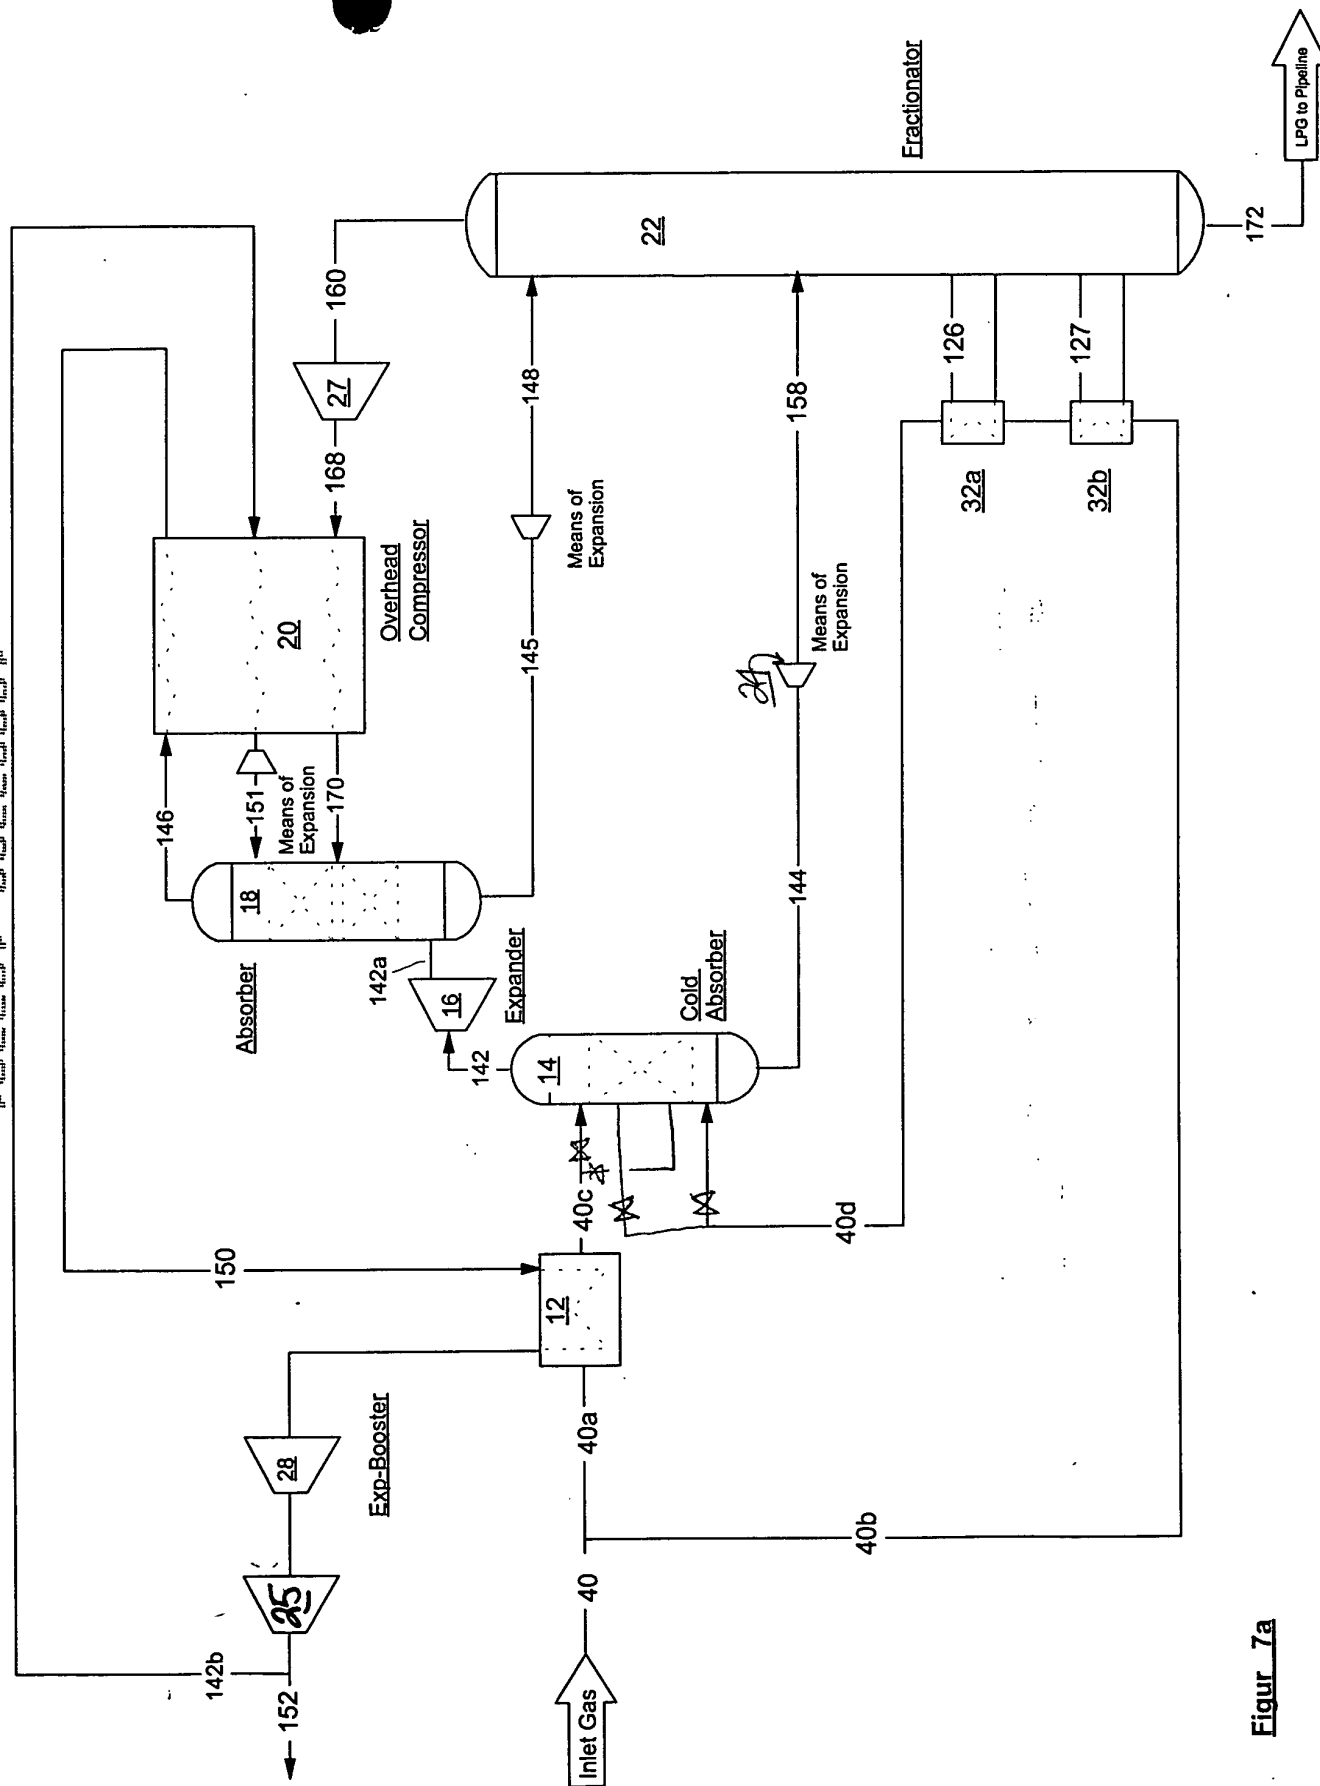 Inlet Gas
40
40a
40b
12
40c
40d
150
28
Exp-Booster
25
142b
152
14
Cold
Absorber
142
16
Expander
142a
18
Absorber
146
151
Means of
Expansion
170
20
Overhead
Compressor
168
27
160
145
Means of
Expansion
148
144
24
Means of
Expansion
158
22
Fractionator
126
127
32a
32b
172
LPG to Pipeline
Figur 7a